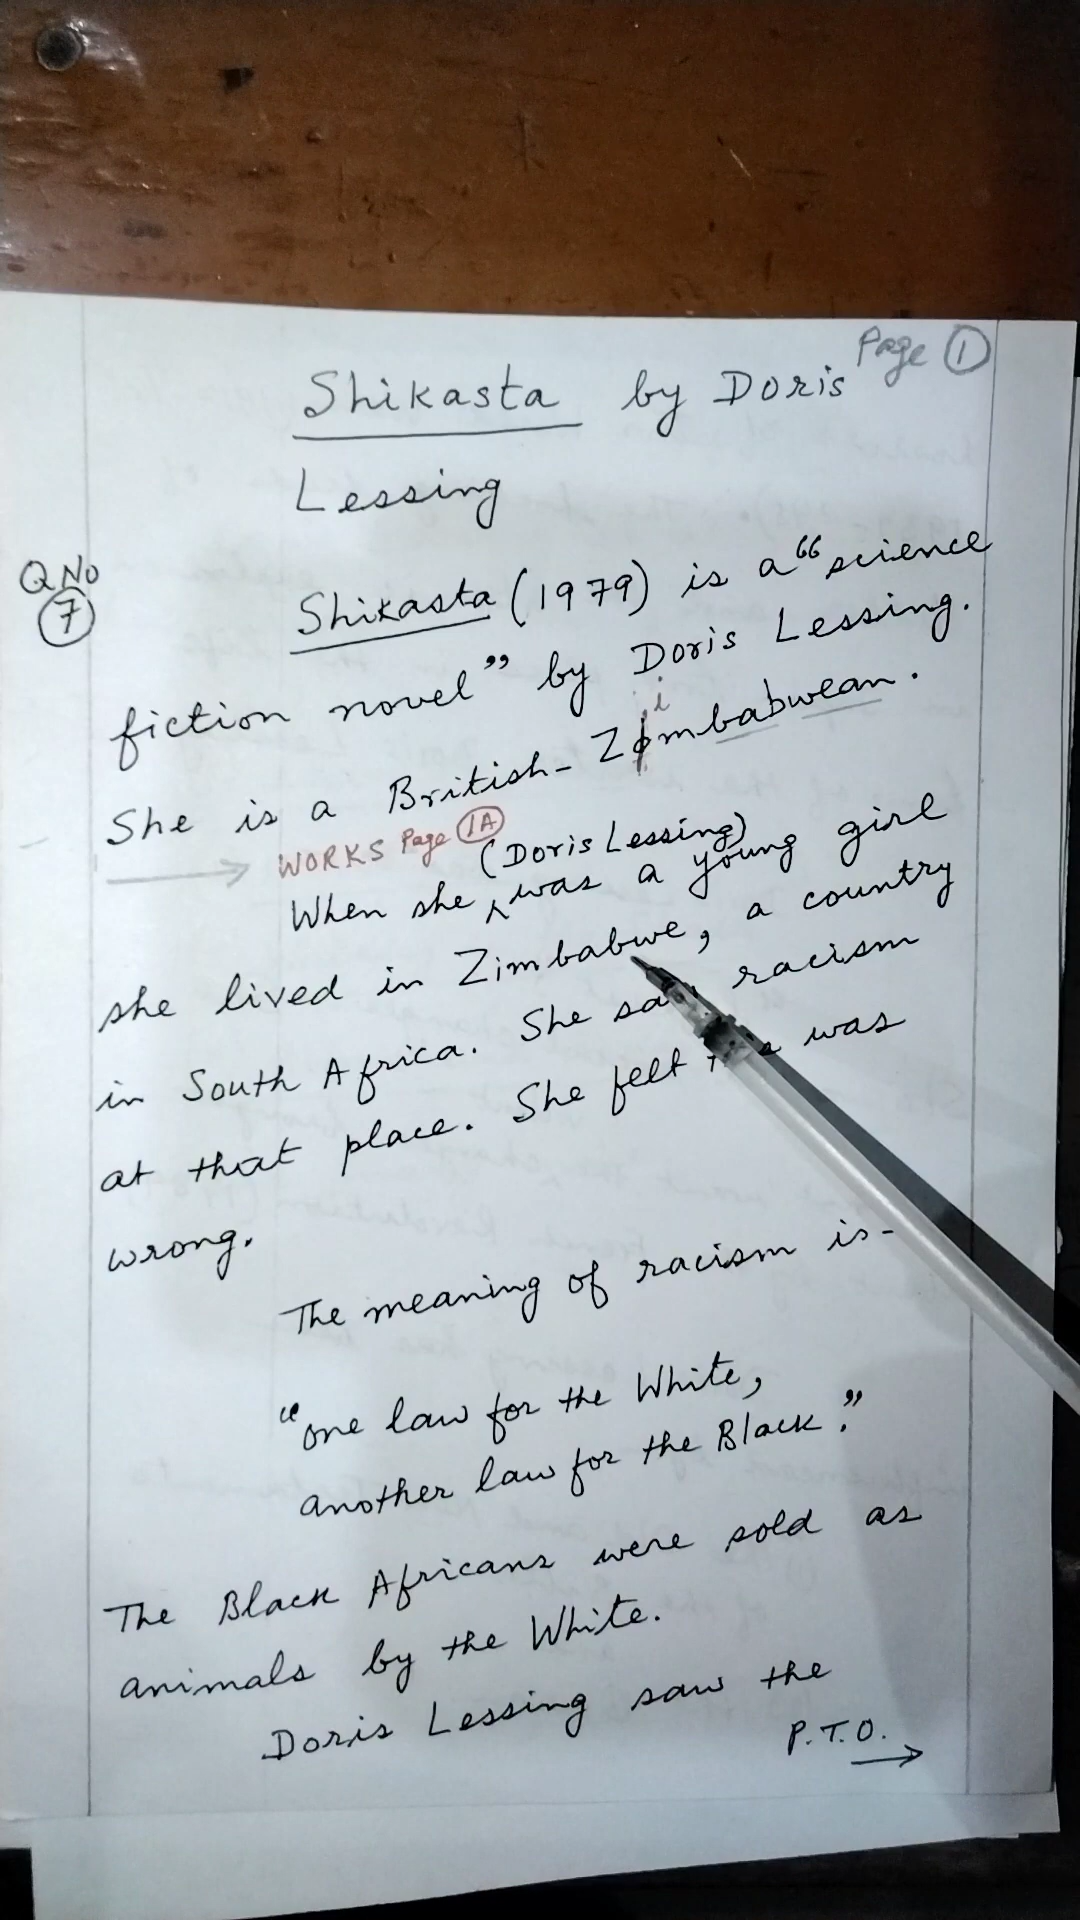 Page 1
Shikasta by Doris
Lessing
Q No
7
Shikasta (1979) is a "science
fiction novel" by Doris Lessing.
i
She is a British-Zombabwean.
→ WORKS Page 1A
(Doris Lessing)
When she ^ was a young girl
she lived in Zimbabwe, a country
in South Africa. She racism
at that place. She felt was
wrong.
The meaning of racism is-
"one law for the White,
another law for the Black."
The Black Africans were sold as
animals by the White.
Doris Lessing saw the
P.T.O. →